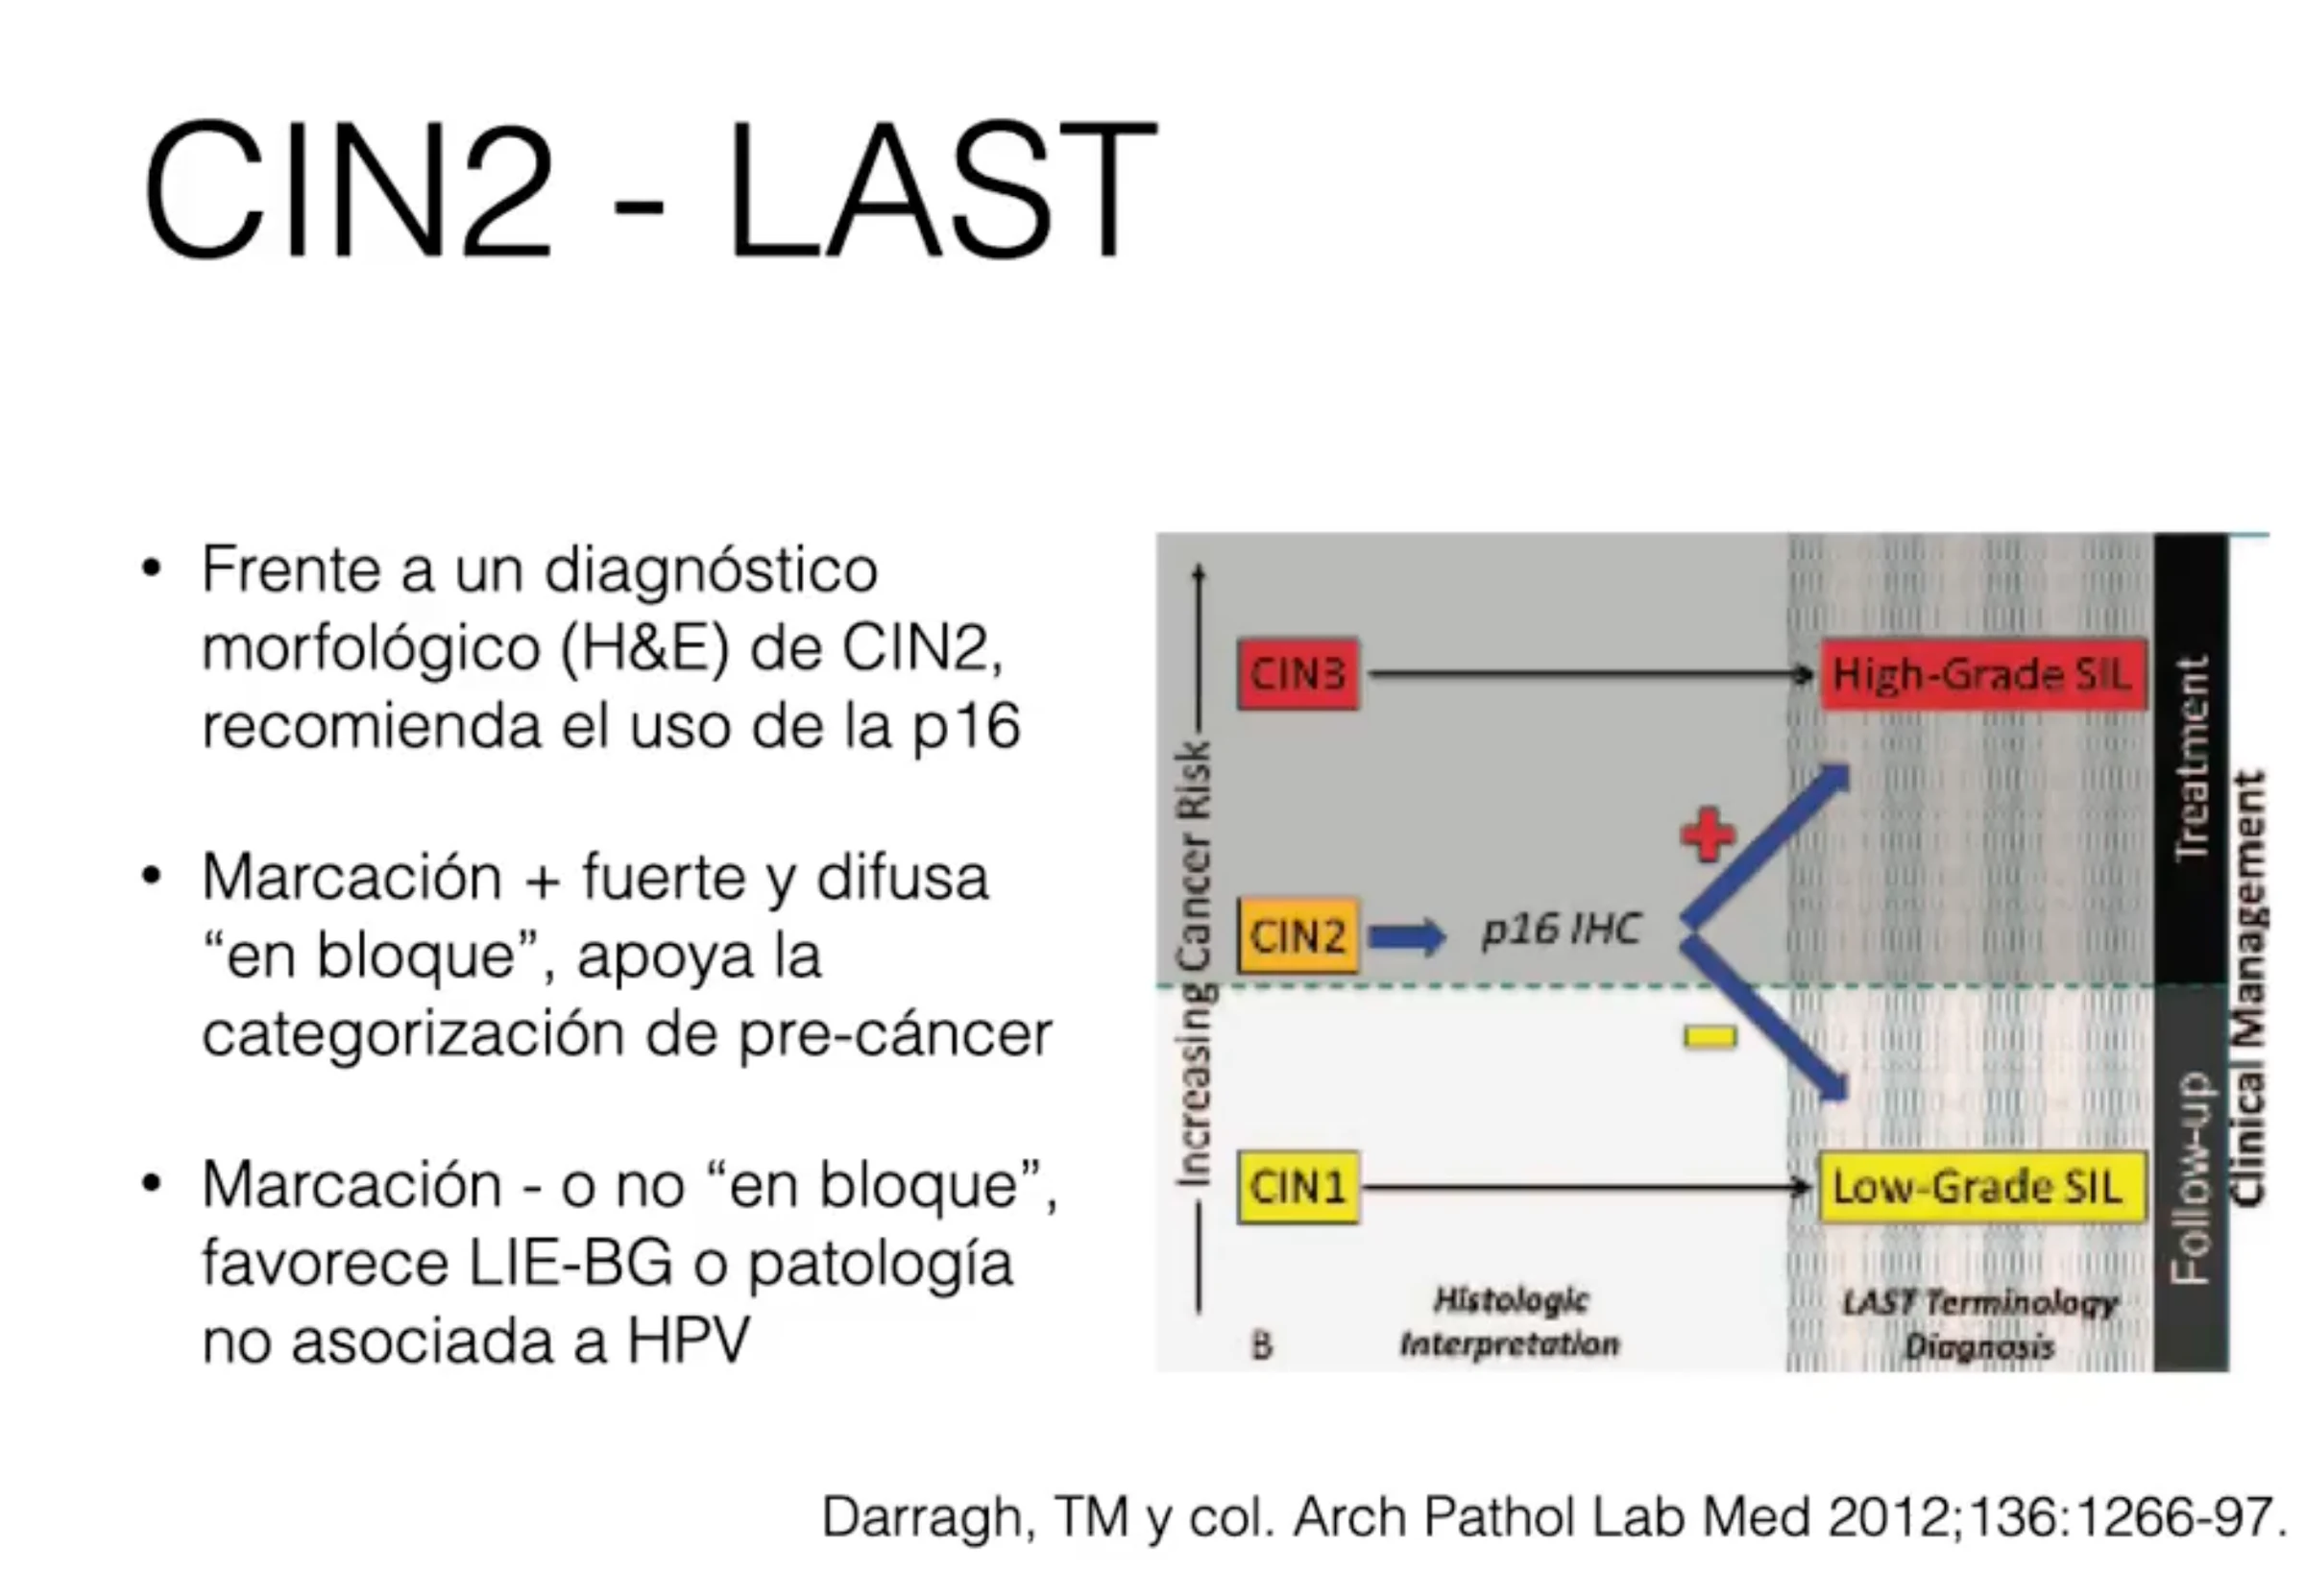 CIN2 - LAST
• Frente a un diagnóstico
morfológico (H&E) de CIN2,
recomienda el uso de la p16
• Marcación + fuerte y difusa
“en bloque”, apoya la
categorización de pre-cáncer
• Marcación - o no “en bloque”,
favorece LIE-BG o patología
no asociada a HPV
Increasing Cancer Risk
CIN3
High-Grade SIL
CIN2
p16 IHC
CIN1
Low-Grade SIL
B
Histologic
Interpretation
LAST Terminology
Diagnosis
Treatment
Follow-up
Clinical Management
Darragh, TM y col. Arch Pathol Lab Med 2012;136:1266-97.